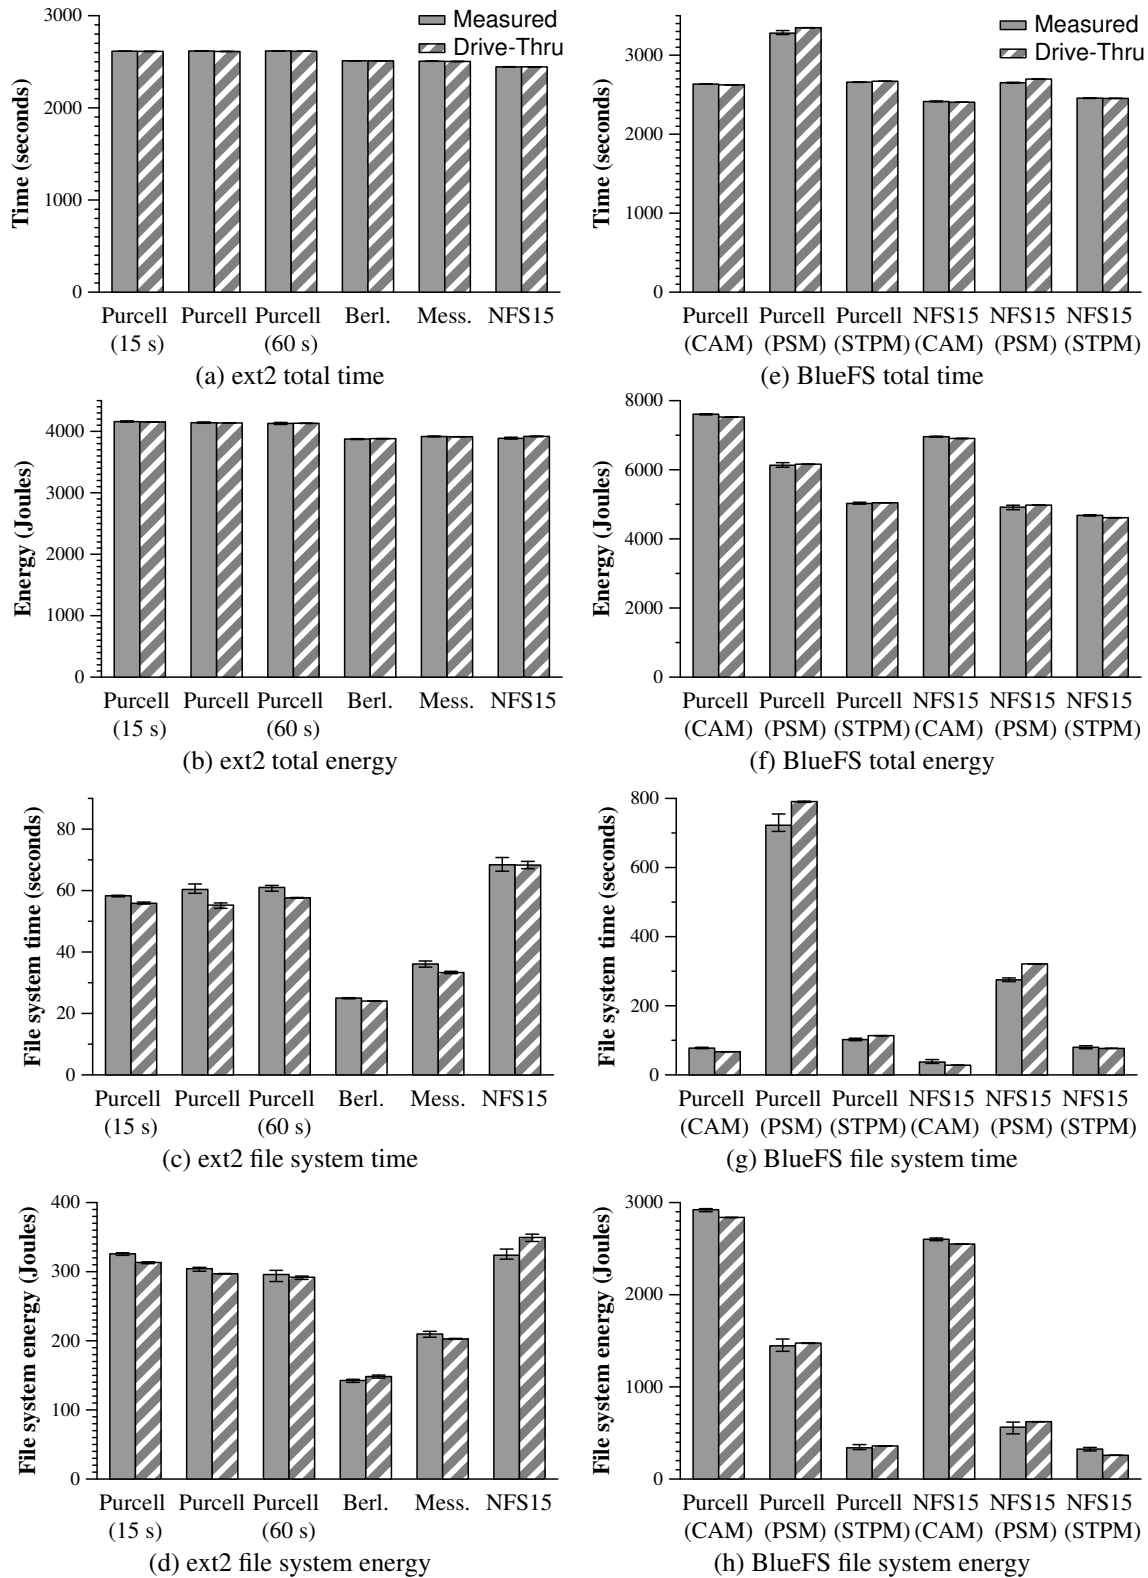 Measured
Drive-Thru
Time (seconds)
3000
2000
1000
0
Purcell Purcell Purcell Berl. Mess. NFS15
(15 s) (60 s)
(a) ext2 total time
Measured
Drive-Thru
Time (seconds)
3000
2000
1000
0
Purcell Purcell Purcell NFS15 NFS15 NFS15
(CAM) (PSM) (STPM) (CAM) (PSM) (STPM)
(e) BlueFS total time
Energy (Joules)
4000
3000
2000
1000
0
Purcell Purcell Purcell Berl. Mess. NFS15
(15 s) (60 s)
(b) ext2 total energy
Energy (Joules)
8000
6000
4000
2000
0
Purcell Purcell Purcell NFS15 NFS15 NFS15
(CAM) (PSM) (STPM) (CAM) (PSM) (STPM)
(f) BlueFS total energy
File system time (seconds)
80
60
40
20
0
Purcell Purcell Purcell Berl. Mess. NFS15
(15 s) (60 s)
(c) ext2 file system time
File system time (seconds)
800
600
400
200
0
Purcell Purcell Purcell NFS15 NFS15 NFS15
(CAM) (PSM) (STPM) (CAM) (PSM) (STPM)
(g) BlueFS file system time
File system energy (Joules)
400
300
200
100
0
Purcell Purcell Purcell Berl. Mess. NFS15
(15 s) (60 s)
(d) ext2 file system energy
File system energy (Joules)
3000
2000
1000
0
Purcell Purcell Purcell NFS15 NFS15 NFS15
(CAM) (PSM) (STPM) (CAM) (PSM) (STPM)
(h) BlueFS file system energy